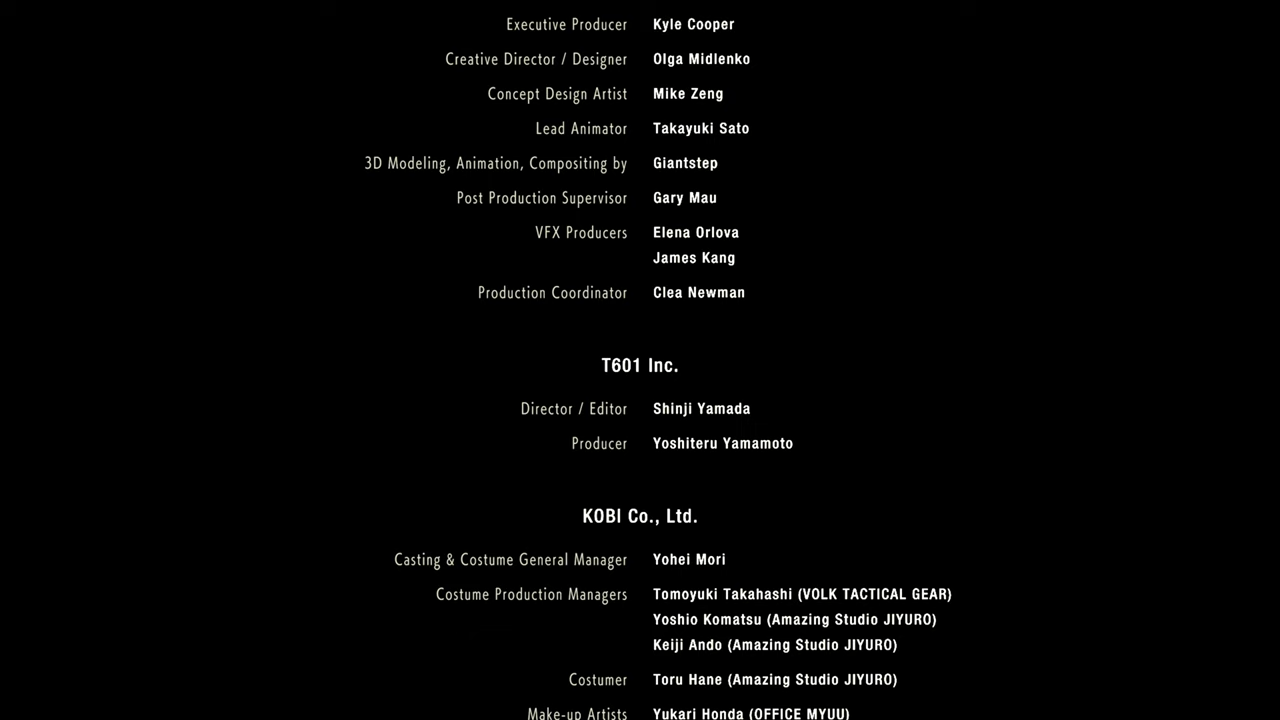 Executive Producer Kyle Cooper
Creative Director / Designer Olga Midlenko
Concept Design Artist Mike Zeng
Lead Animator Takayuki Sato
3D Modeling, Animation, Compositing by Giantstep
Post Production Supervisor Gary Mau
VFX Producers Elena Orlova
James Kang
Production Coordinator Clea Newman
T601 Inc.
Director / Editor Shinji Yamada
Producer Yoshiteru Yamamoto
KOBI Co., Ltd.
Casting & Costume General Manager Yohei Mori
Costume Production Managers Tomoyuki Takahashi (VOLK TACTICAL GEAR)
Yoshio Komatsu (Amazing Studio JIYURO)
Keiji Ando (Amazing Studio JIYURO)
Costumer Toru Hane (Amazing Studio JIYURO)
Make-up Artists Yukari Honda (OFFICE MYUU)